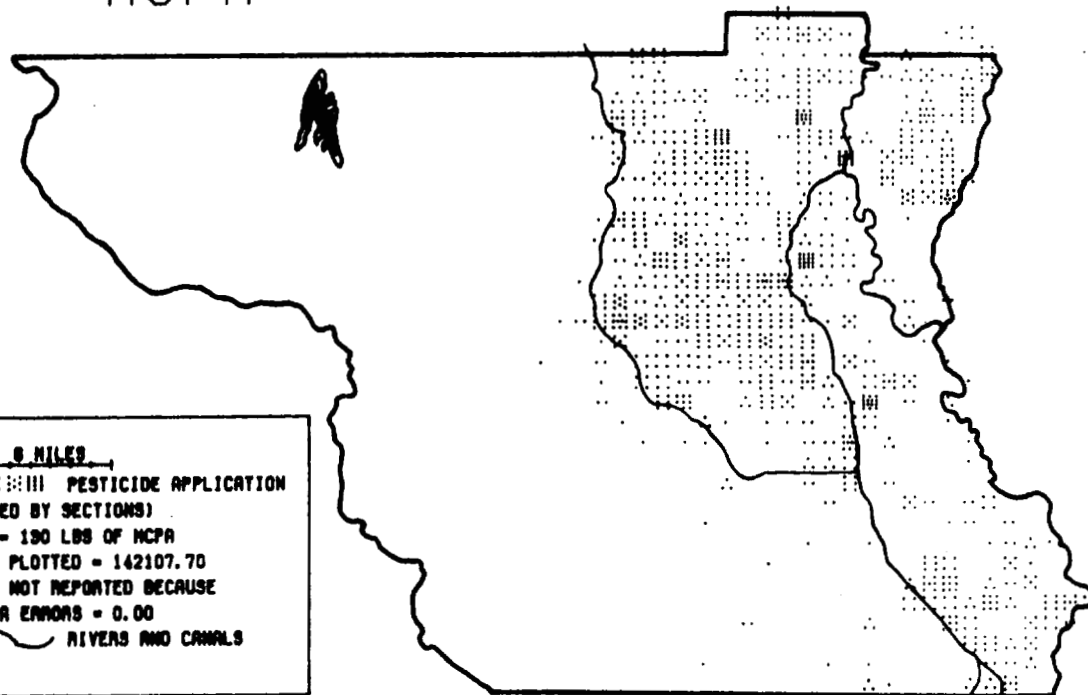 8 MILES
PESTICIDE APPLICATION
ED BY SECTIONS)
= 190 LBS OF MCPA
PLOTTED = 142107.70
NOT REPORTED BECAUSE
R ERRORS = 0.00
RIVERS AND CANALS